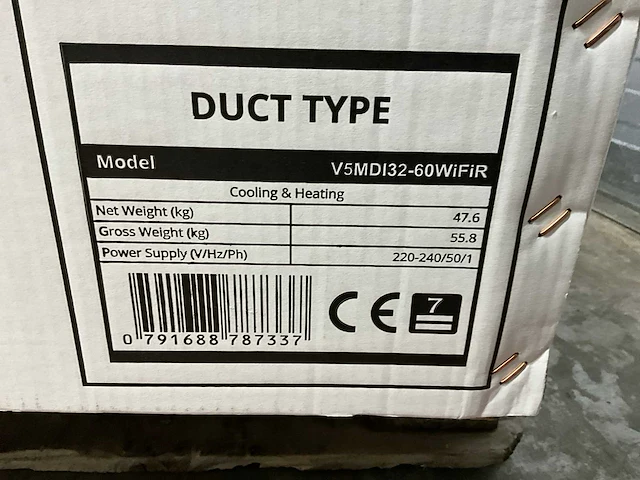 DUCT TYPE
Model V5MDI32-60WiFiR
Cooling & Heating
Net Weight (kg) 47.6
Gross Weight (kg) 55.8
Power Supply (V/Hz/Ph) 220-240/50/1
CE 7
0 791688 787337